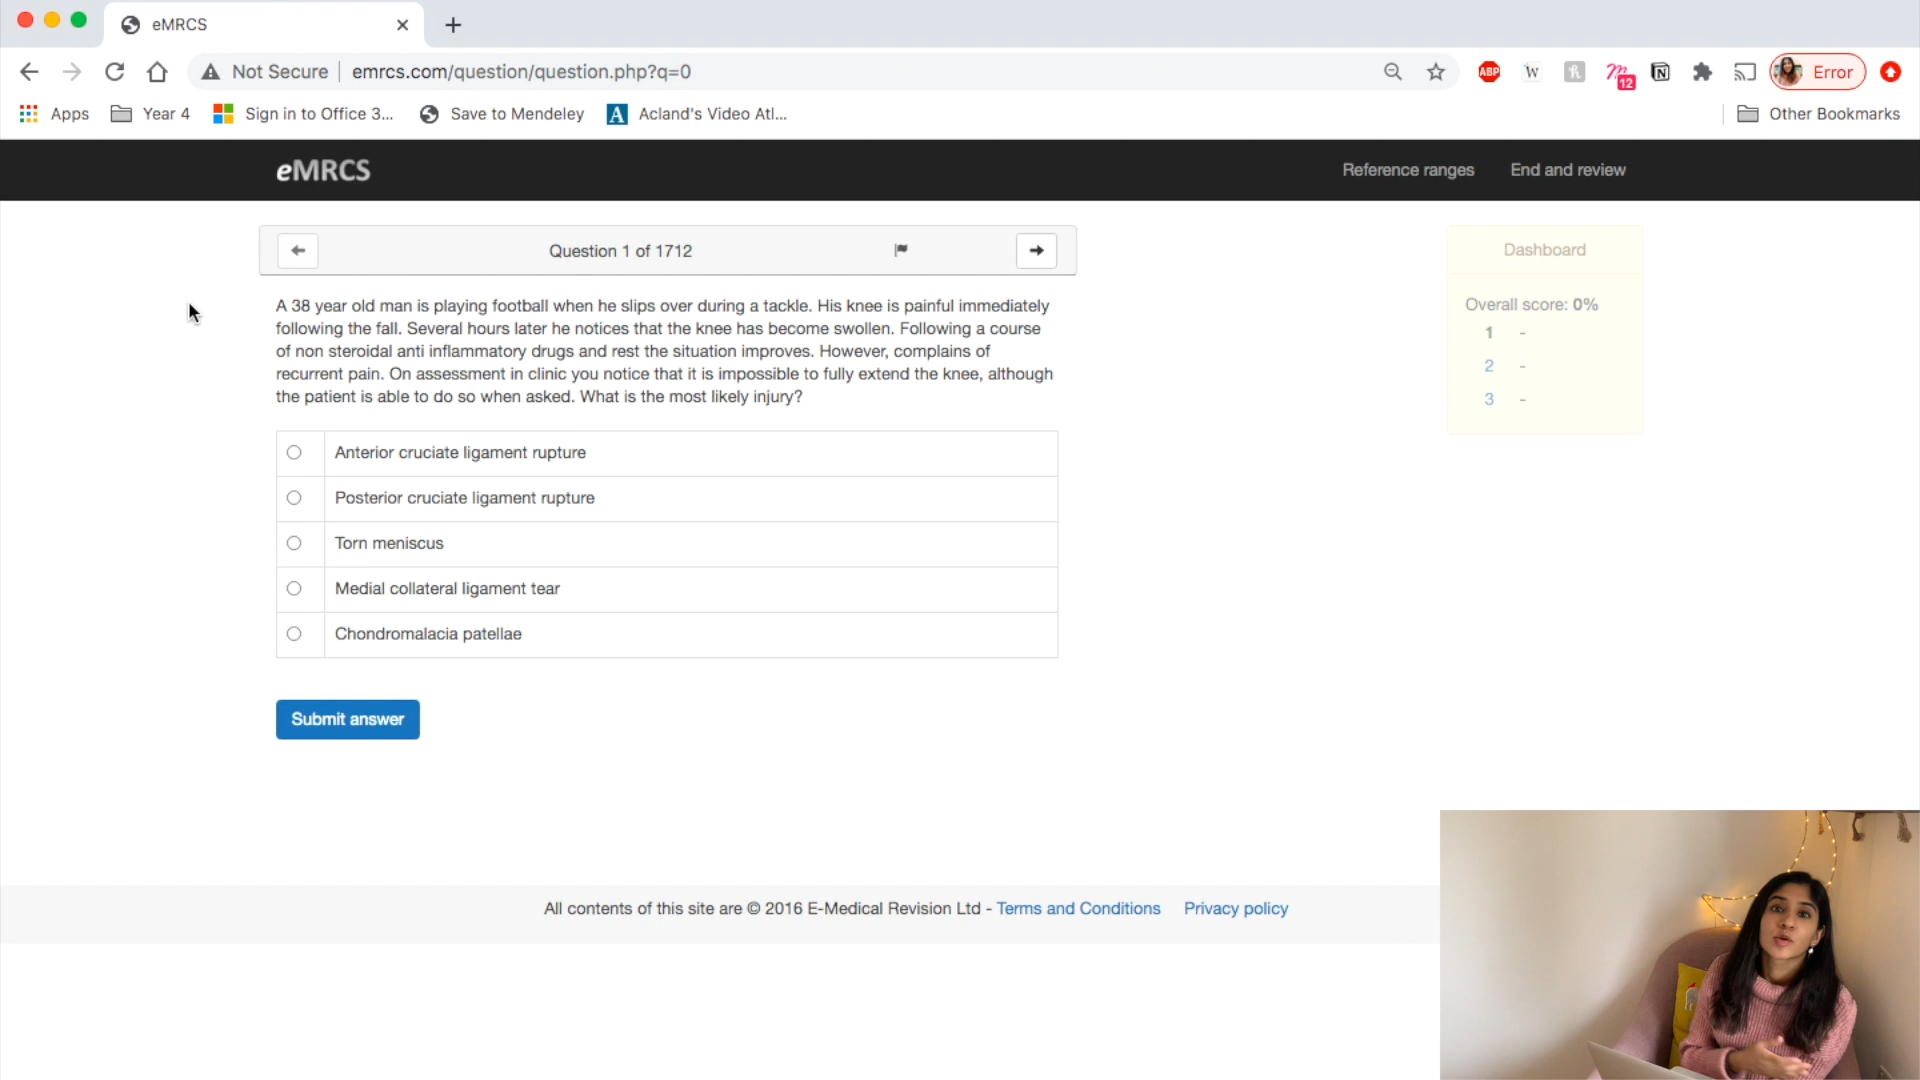 eMRCS
Not Secure
emrcs.com/question/question.php?q=0
ABP
W
12
N
Error
Apps
Year 4
Sign in to Office 3...
Save to Mendeley
A
Acland's Video Atl...
Other Bookmarks
eMRCS
Reference ranges
End and review
Question 1 of 1712
Dashboard
Overall score: 0%
1 -
2 -
3 -
A 38 year old man is playing football when he slips over during a tackle. His knee is painful immediately
following the fall. Several hours later he notices that the knee has become swollen. Following a course
of non steroidal anti inflammatory drugs and rest the situation improves. However, complains of
recurrent pain. On assessment in clinic you notice that it is impossible to fully extend the knee, although
the patient is able to do so when asked. What is the most likely injury?
Anterior cruciate ligament rupture
Posterior cruciate ligament rupture
Torn meniscus
Medial collateral ligament tear
Chondromalacia patellae
Submit answer
All contents of this site are © 2016 E-Medical Revision Ltd - Terms and Conditions Privacy policy